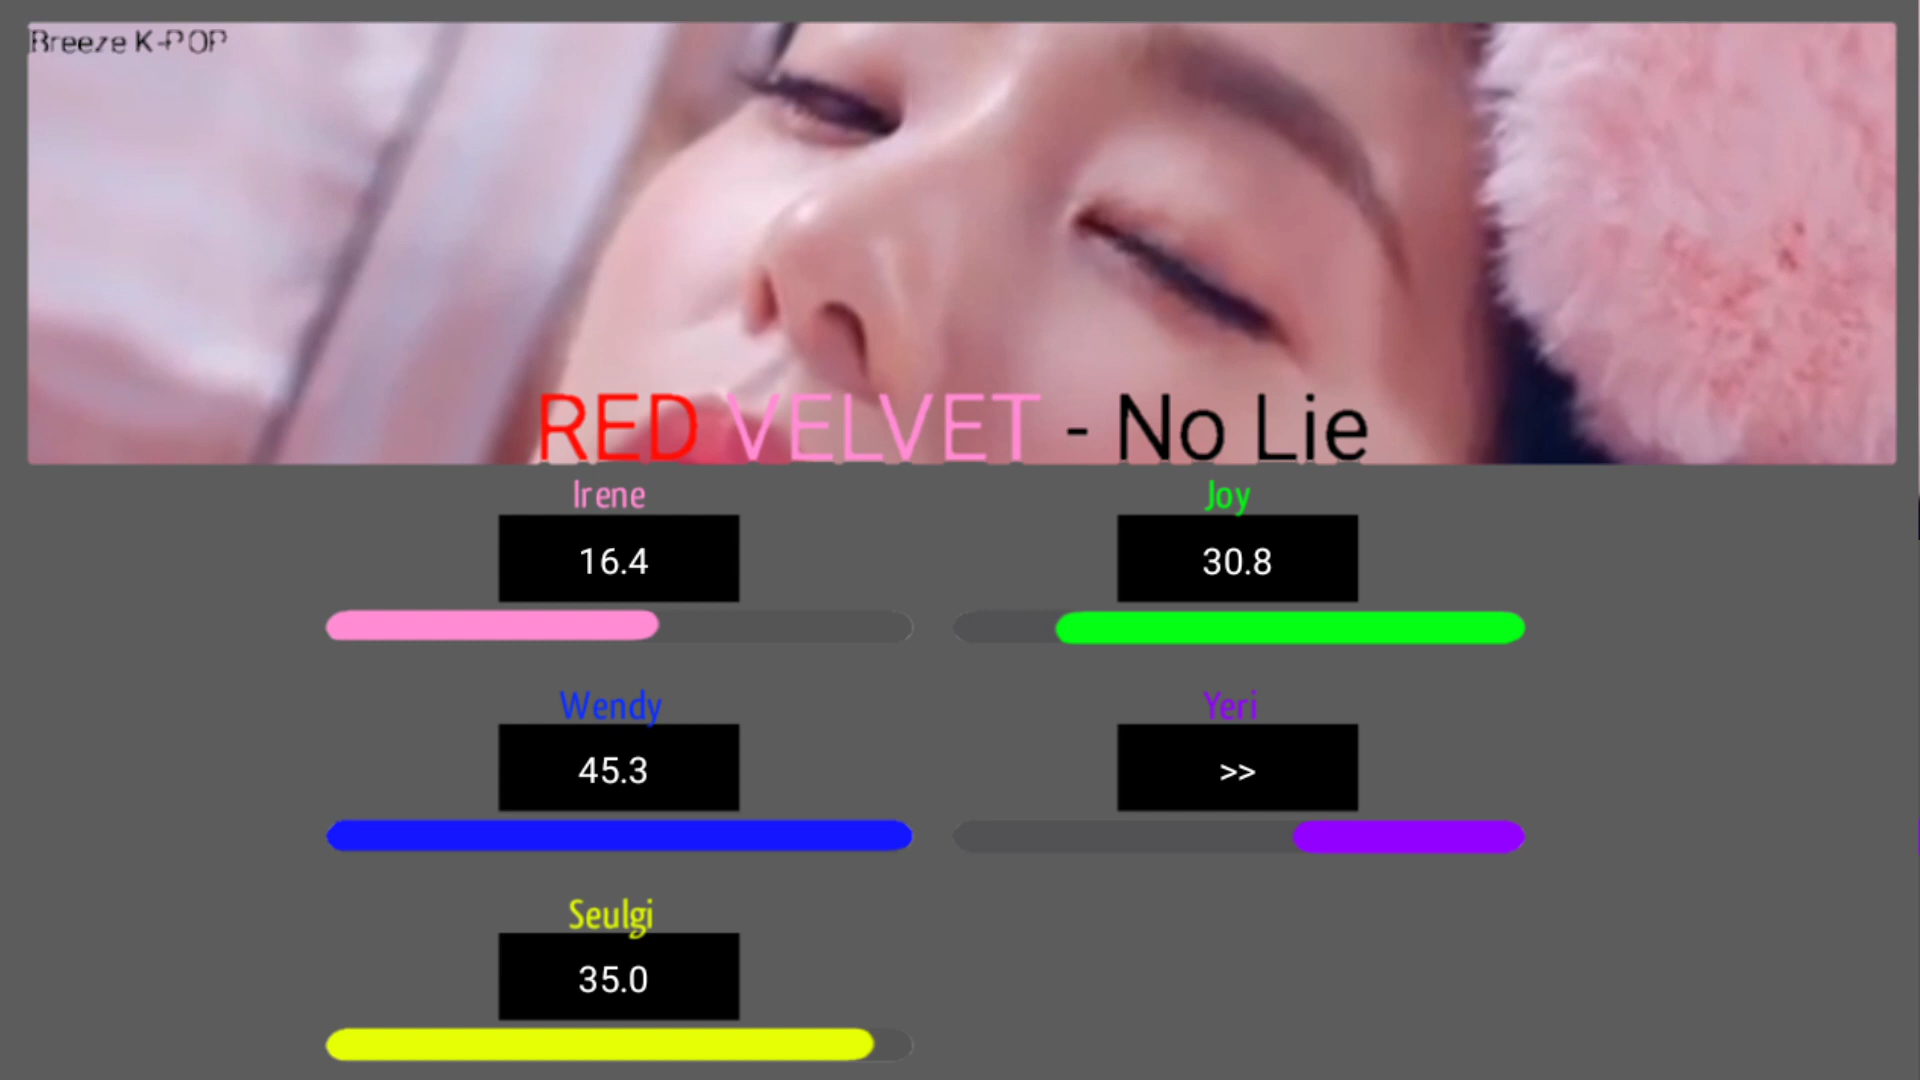 Breeze K-POP
RED VELVET - No Lie
Irene
16.4
Joy
30.8
Wendy
45.3
Yeri
>>
Seulgi
35.0